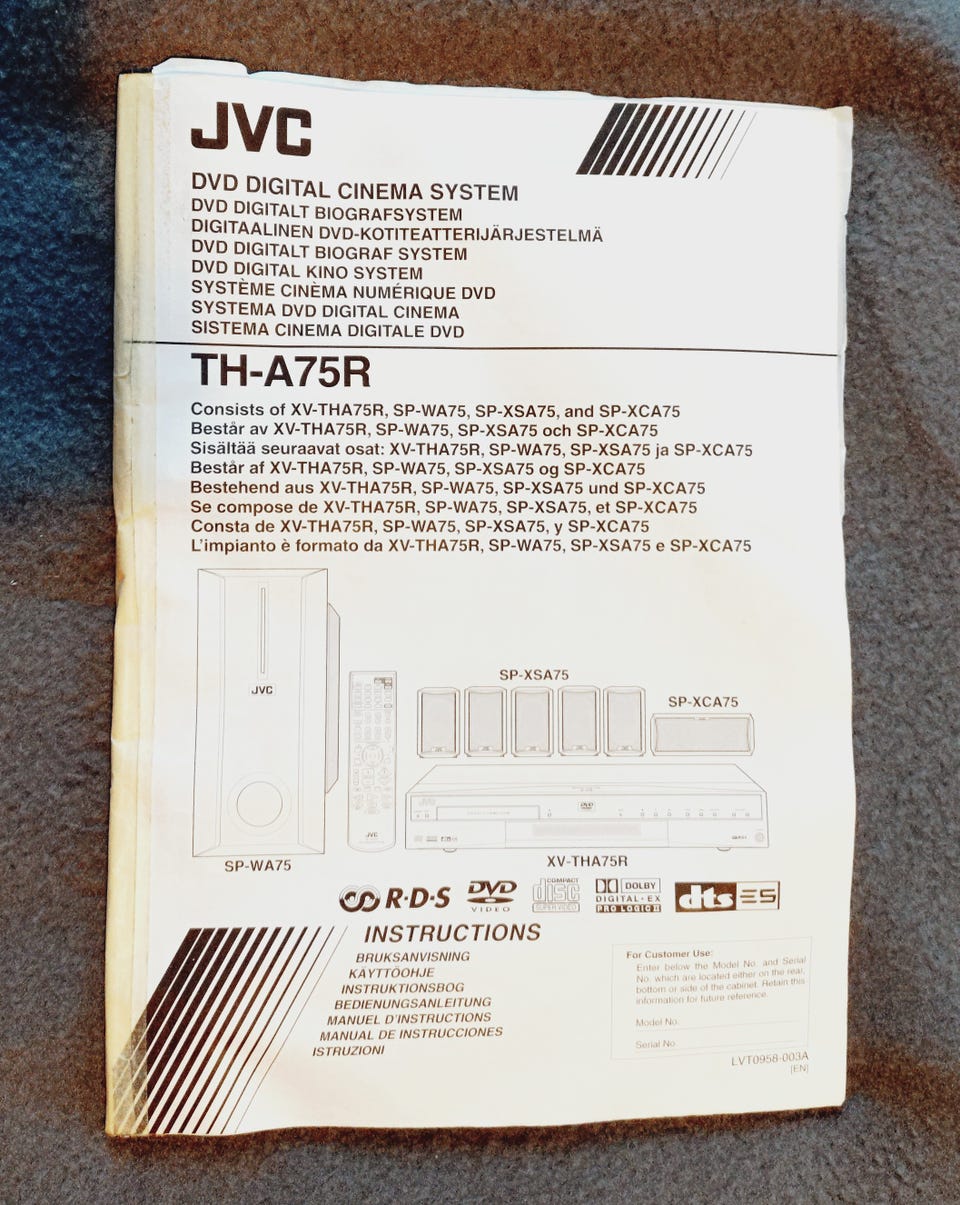 JVC
DVD DIGITAL CINEMA SYSTEM
DVD DIGITALT BIOGRAFSYSTEM
DIGITAALINEN DVD-KOTITEATTERIJÄRJESTELMÄ
DVD DIGITALT BIOGRAF SYSTEM
DVD DIGITAL KINO SYSTEM
SYSTÈME CINÈMA NUMÉRIQUE DVD
SYSTEMA DVD DIGITAL CINEMA
SISTEMA CINEMA DIGITALE DVD
TH-A75R
Consists of XV-THA75R, SP-WA75, SP-XSA75, and SP-XCA75
Består av XV-THA75R, SP-WA75, SP-XSA75 och SP-XCA75
Sisältää seuraavat osat: XV-THA75R, SP-WA75, SP-XSA75 ja SP-XCA75
Består af XV-THA75R, SP-WA75, SP-XSA75 og SP-XCA75
Bestehend aus XV-THA75R, SP-WA75, SP-XSA75 und SP-XCA75
Se compose de XV-THA75R, SP-WA75, SP-XSA75, et SP-XCA75
Consta de XV-THA75R, SP-WA75, SP-XSA75, y SP-XCA75
L'impianto è formato da XV-THA75R, SP-WA75, SP-XSA75 e SP-XCA75
SP-XSA75
SP-XCA75
JVC
JVC
DVD
JVC
XV-THA75R
SP-WA75
R·D·S
DVD VIDEO
COMPACT disc SUPER VIDEO
DOLBY
DIGITAL·EX
PRO LOGIC II
dts ES
INSTRUCTIONS
BRUKSANVISNING
KÄYTTÖOHJE
INSTRUKTIONSBOG
BEDIENUNGSANLEITUNG
MANUEL D'INSTRUCTIONS
MANUAL DE INSTRUCCIONES
ISTRUZIONI
For Customer Use:
Enter below the Model No. and Serial
No. which are located either on the rear,
bottom or side of the cabinet. Retain this
information for future reference.
Model No.
Serial No.
LVT0958-003A
[EN]